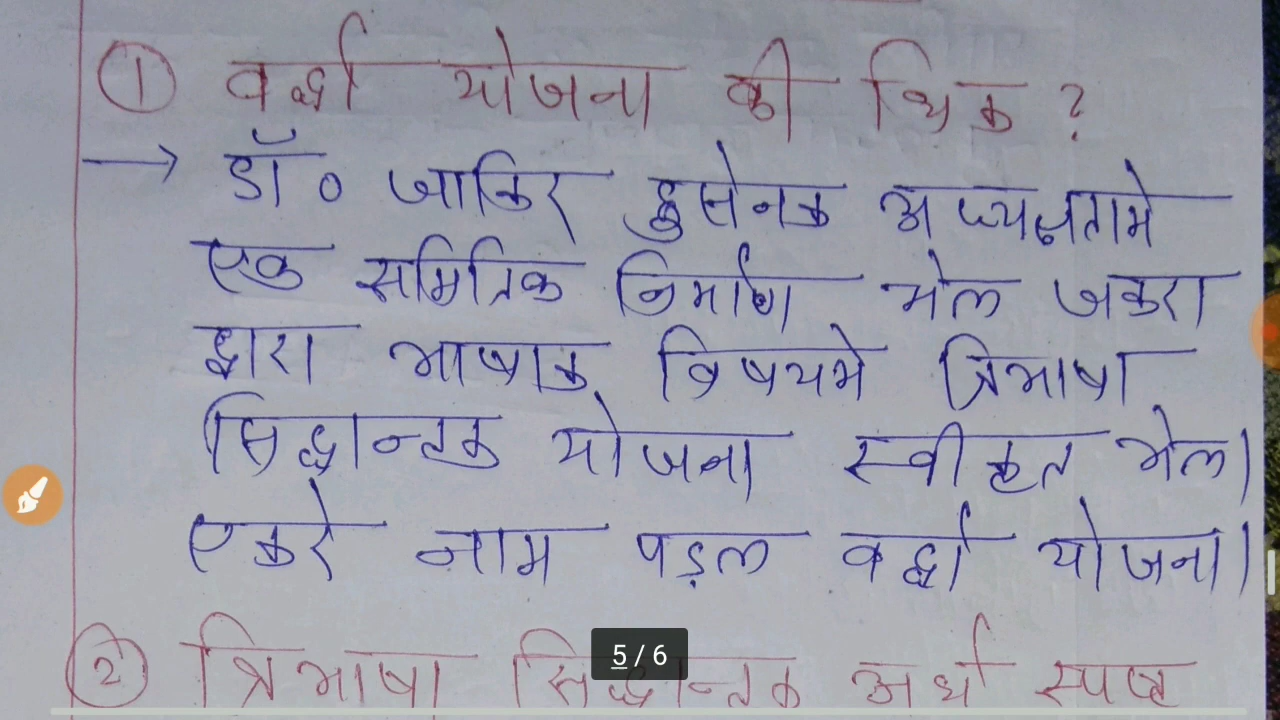 ① वर्द्धा योजना की थिक ?
→ डॉ० जाकिर हुसेनक अध्यक्षतामे
एक समितिक निर्माण भेल जकरा
द्वारा भाषाक विषयमे त्रिभाषा
सिद्धान्तक योजना स्वीकृत भेल।
एकरे नाम पड़ल वर्द्धा योजना।
② त्रिभाषा सिद्धान्तक अर्थ स्पष्ट
5 / 6